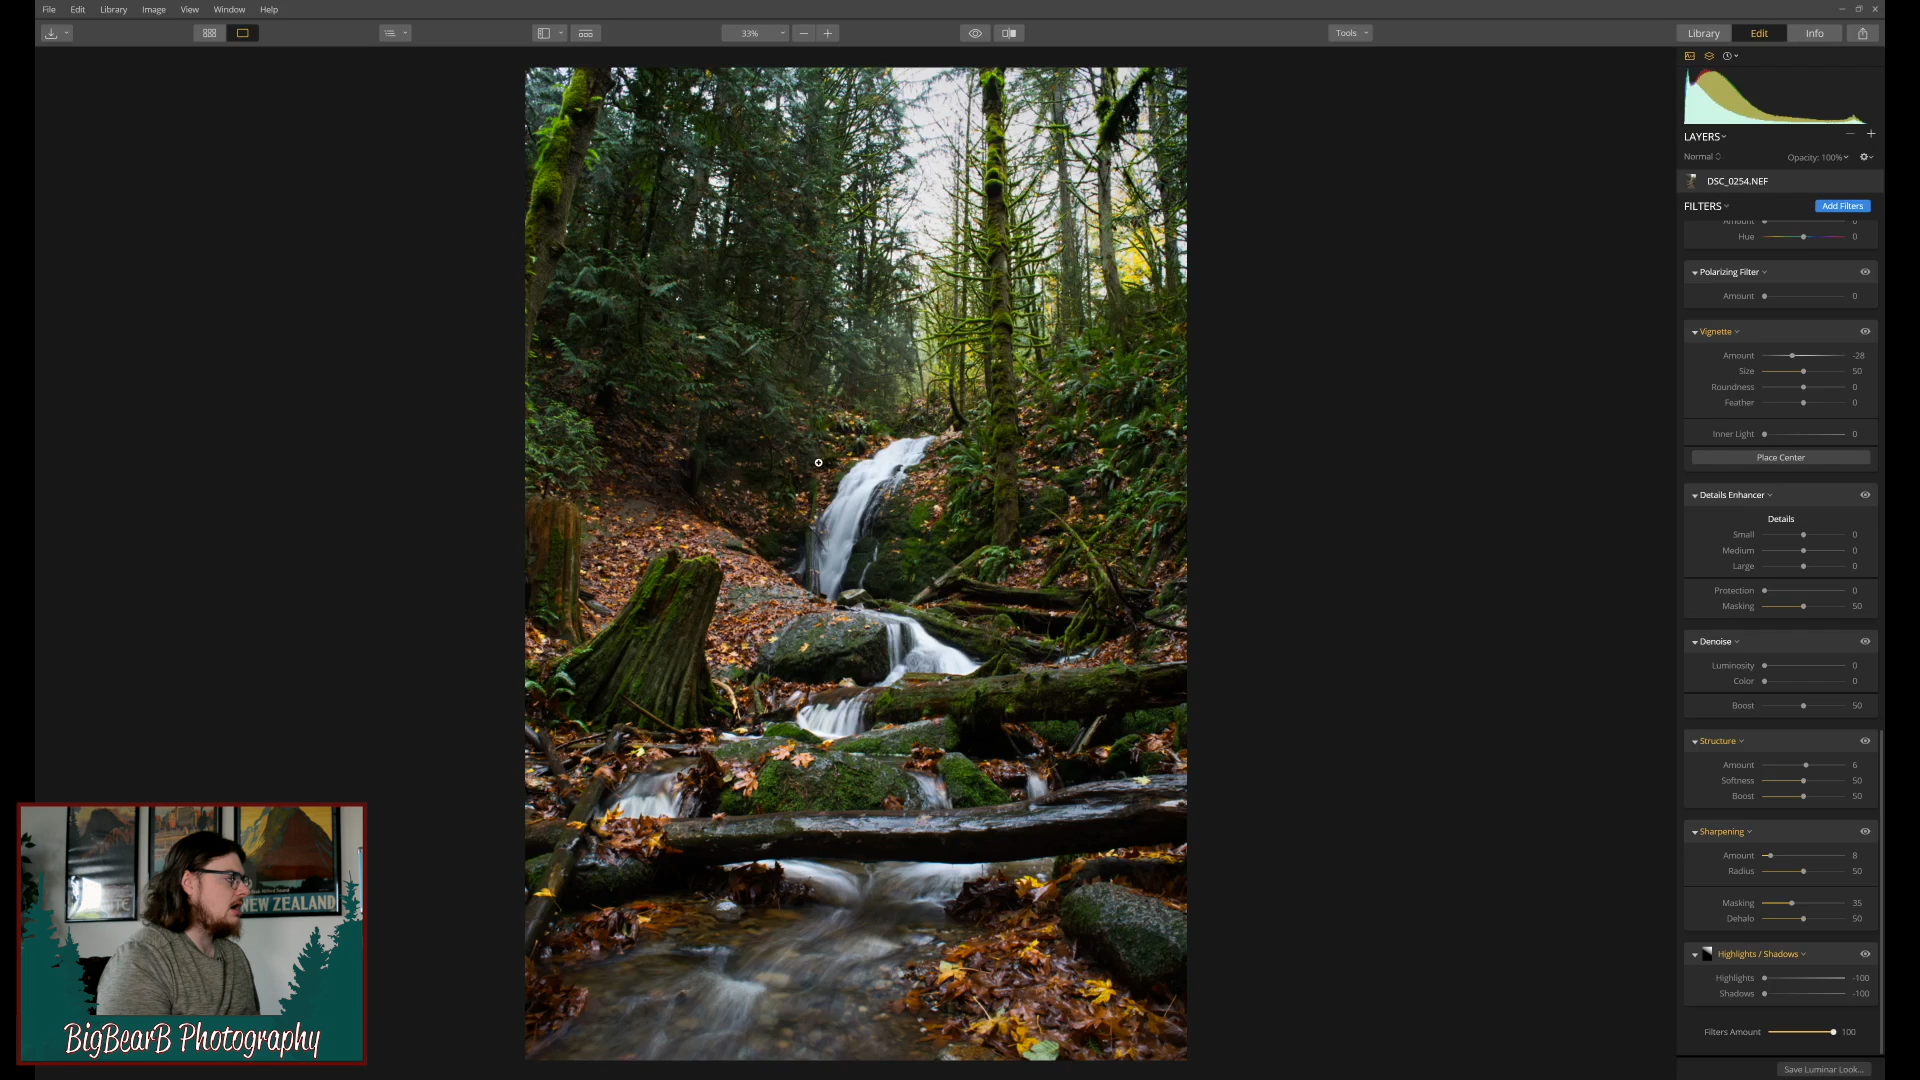 File Edit Library Image View Window Help
33% Tools Library Edit Info
LAYERS
Normal Opacity: 100%
DSC_0254.NEF
FILTERS Add Filters
Amount 0
Hue 0
Polarizing Filter
Amount 0
Vignette
Amount -28
Size 50
Roundness 0
Feather 0
Inner Light 0
Place Center
Details Enhancer
Details
Small 0
Medium 0
Large 0
Protection 0
Masking 50
Denoise
Luminosity 0
Color 0
Boost 50
Structure
Amount 6
Softness 50
Boost 50
Sharpening
Amount 8
Radius 50
Masking 35
Dehalo 50
Highlights / Shadows
Highlights -100
Shadows -100
Filters Amount 100
Save Luminar Look...
NEW ZEALAND
BigBearB Photography